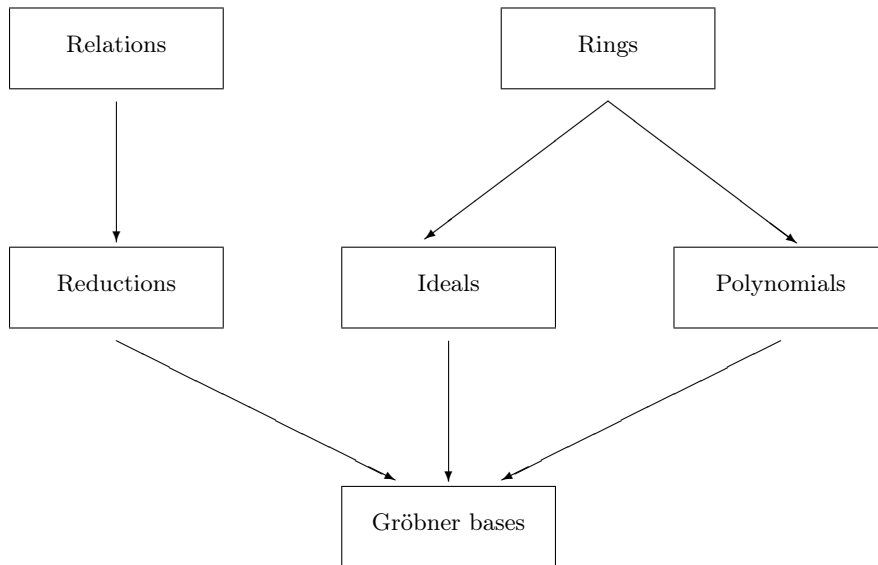 Relations
Rings
Reductions
Ideals
Polynomials
Gröbner bases